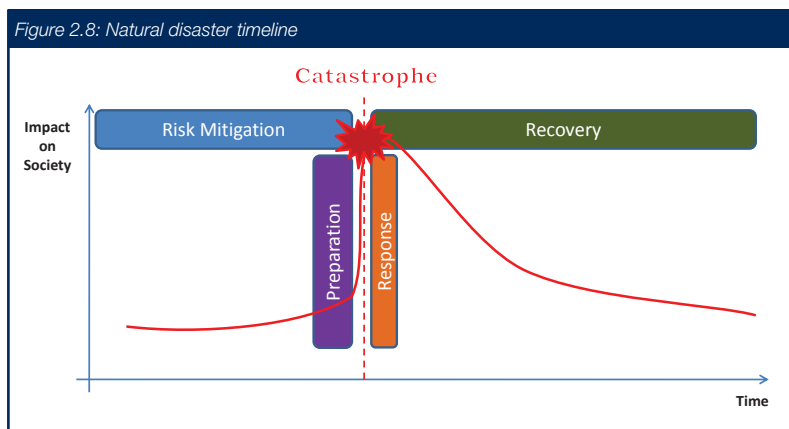 Figure 2.8: Natural disaster timeline
Catastrophe
Impact
on
Society
Risk Mitigation
Recovery
Preparation
Response
Time